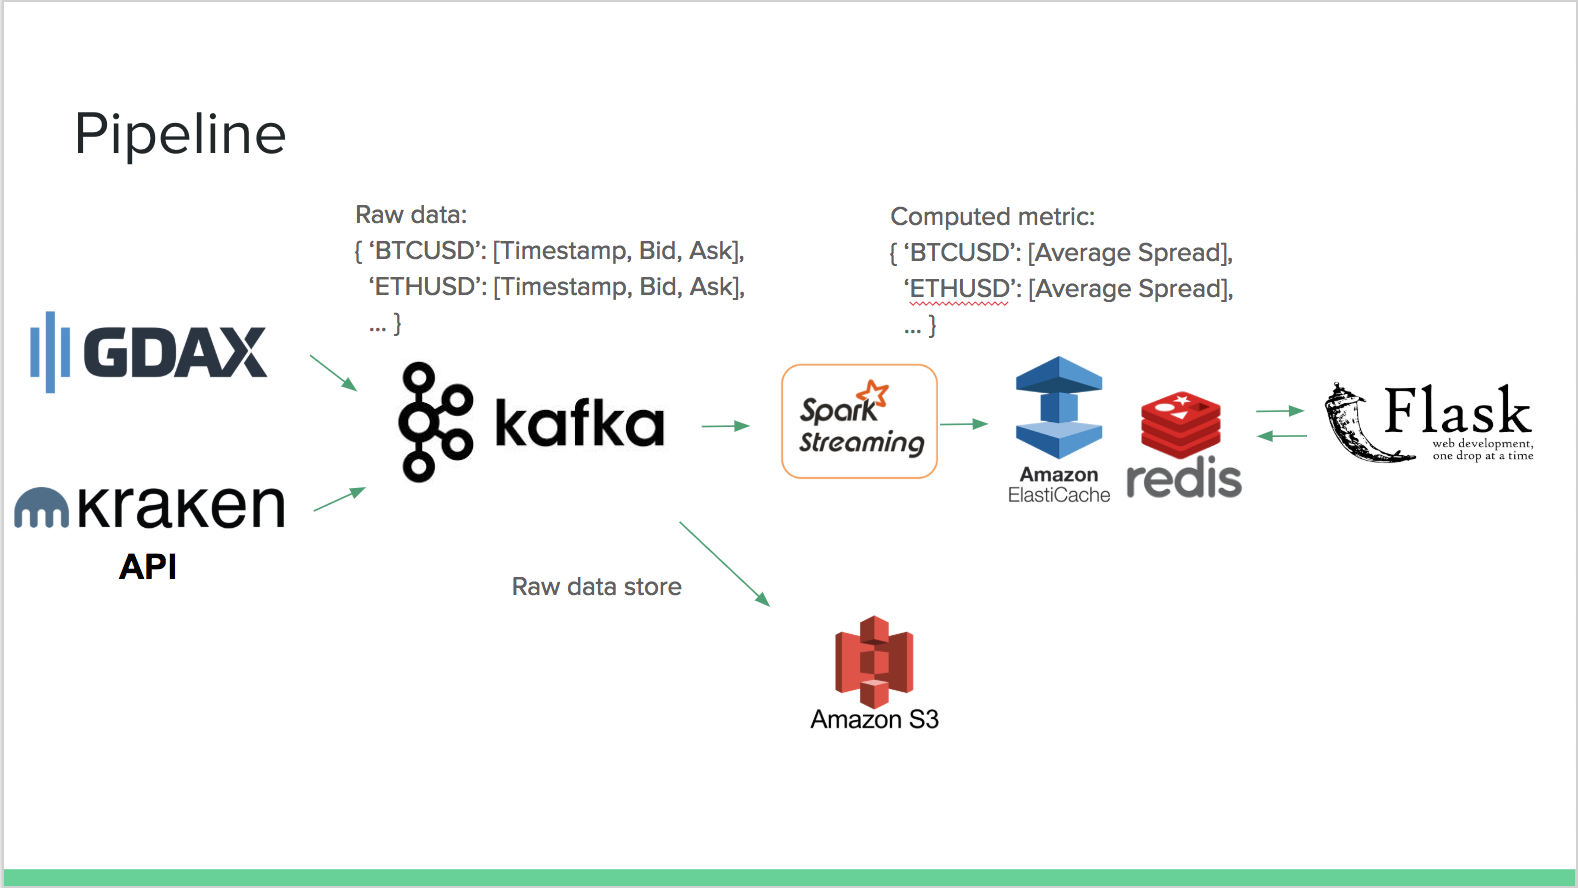 Pipeline
Raw data:
{ ‘BTCUSD’: [Timestamp, Bid, Ask],
‘ETHUSD’: [Timestamp, Bid, Ask],
... }
Computed metric:
{ ‘BTCUSD’: [Average Spread],
‘ETHUSD’: [Average Spread],
... }
GDAX
kraken
API
kafka
Spark
Streaming
Amazon
ElastiCache
redis
Flask
web development,
one drop at a time
Raw data store
Amazon S3